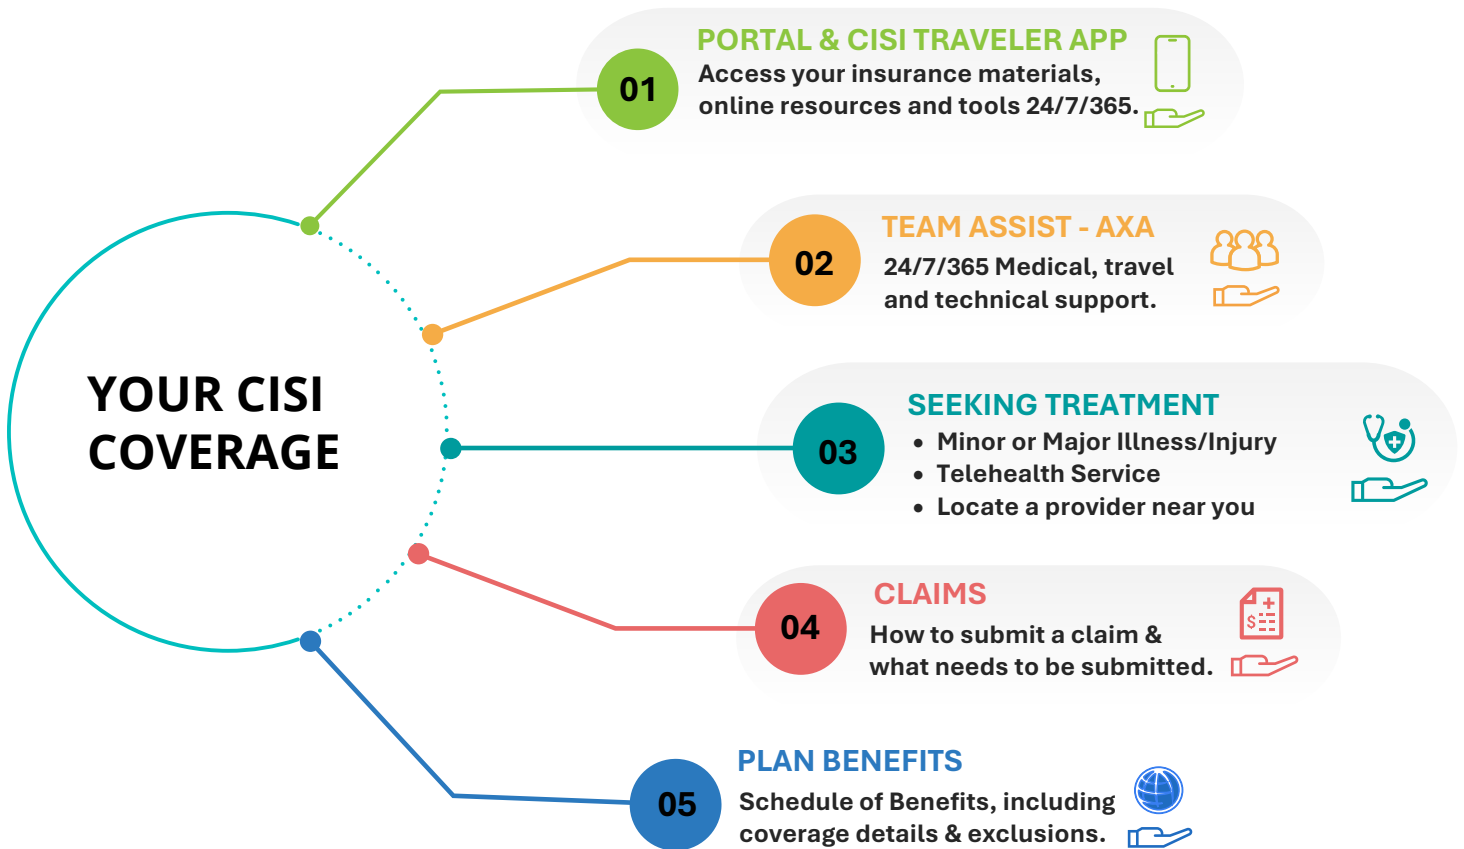 YOUR CISI
COVERAGE
01
PORTAL & CISI TRAVELER APP
Access your insurance materials,
online resources and tools 24/7/365.
02
TEAM ASSIST - AXA
24/7/365 Medical, travel
and technical support.
03
SEEKING TREATMENT
• Minor or Major Illness/Injury
• Telehealth Service
• Locate a provider near you
04
CLAIMS
How to submit a claim &
what needs to be submitted.
$
05
PLAN BENEFITS
Schedule of Benefits, including
coverage details & exclusions.